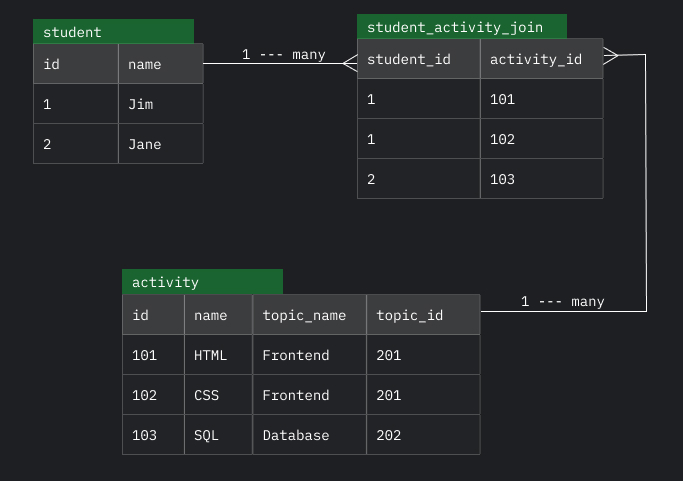 student
id name
1 Jim
2 Jane
1 --- many
student_activity_join
student_id activity_id
1 101
1 102
2 103
activity
id name topic_name topic_id
101 HTML Frontend 201
102 CSS Frontend 201
103 SQL Database 202
1 --- many